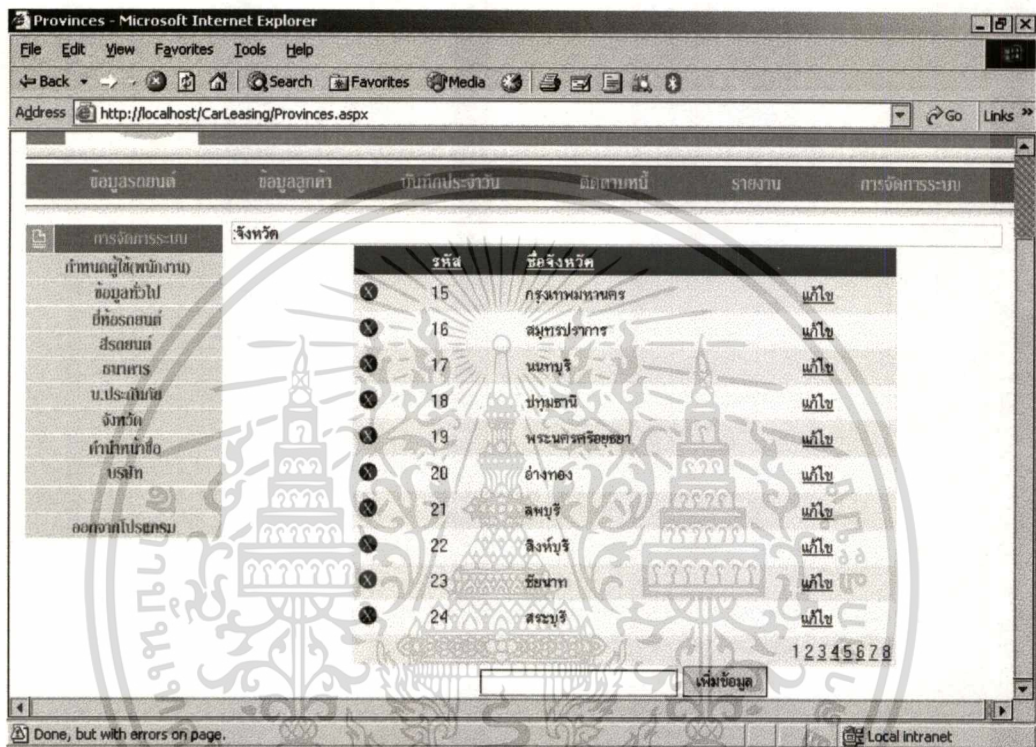 Provinces - Microsoft Internet Explorer
File Edit View Favorites Tools Help
Back Search Favorites Media
Address http://localhost/CarLeasing/Provinces.aspx Go Links »
ข้อมูลรถยนต์ ข้อมูลลูกค้า บันทึกประจำวัน ติดตามหนี้ รายงาน การจัดการระบบ
การจัดการระบบ
กำหนดผู้ใช้(พนักงาน)
ข้อมูลทั่วไป
ยี่ห้อรถยนต์
สีรถยนต์
ธนาคาร
บ.ประกันภัย
จังหวัด
คำนำหน้าชื่อ
บริษัท
ออกจากโปรแกรม
:จังหวัด
รหัส ชื่อจังหวัด
X 15 กรุงเทพมหานคร แก้ไข
X 16 สมุทรปราการ แก้ไข
X 17 นนทบุรี แก้ไข
X 18 ปทุมธานี แก้ไข
X 19 พระนครศรีอยุธยา แก้ไข
X 20 อ่างทอง แก้ไข
X 21 ลพบุรี แก้ไข
X 22 สิงห์บุรี แก้ไข
X 23 ชัยนาท แก้ไข
X 24 สระบุรี แก้ไข
1 2 3 4 5 6 7 8
เพิ่มข้อมูล
Done, but with errors on page. Local intranet